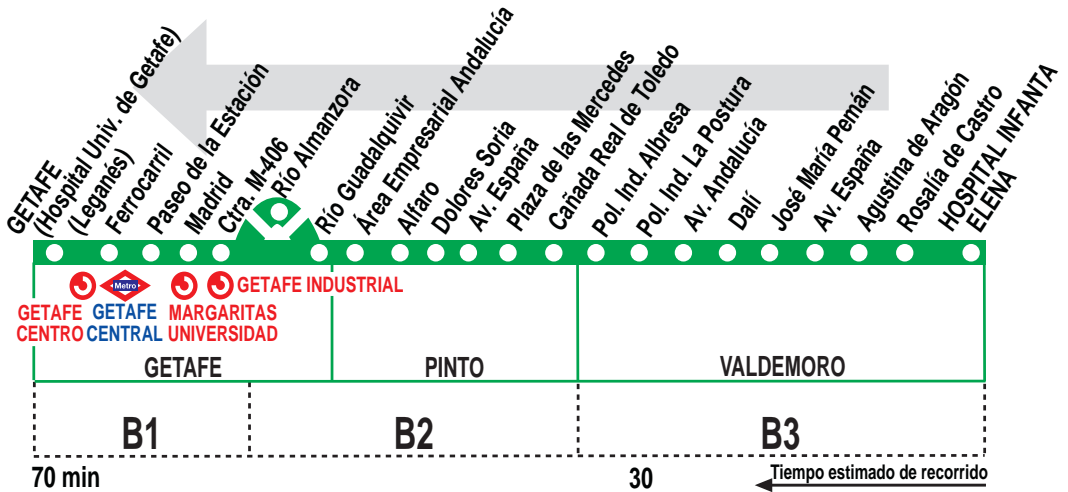 GETAFE
(Hospital Univ. de Getafe)
(Leganés)
Ferrocarril
Paseo de la Estación
Madrid
Ctra. M-406
Río Almanzora
Río Guadalquivir
Área Empresarial Andalucía
Alfaro
Dolores Soria
Av. España
Plaza de las Mercedes
Cañada Real de Toledo
Pol. Ind. Albresa
Pol. Ind. La Postura
Av. Andalucía
Dalí
José María Pemán
Av. España
Agustina de Aragón
Rosalía de Castro
HOSPITAL INFANTA
ELENA
Metro
GETAFE INDUSTRIAL
GETAFE
CENTRO
GETAFE
CENTRAL
MARGARITAS
UNIVERSIDAD
GETAFE
PINTO
VALDEMORO
B1
B2
B3
70 min
30
Tiempo estimado de recorrido